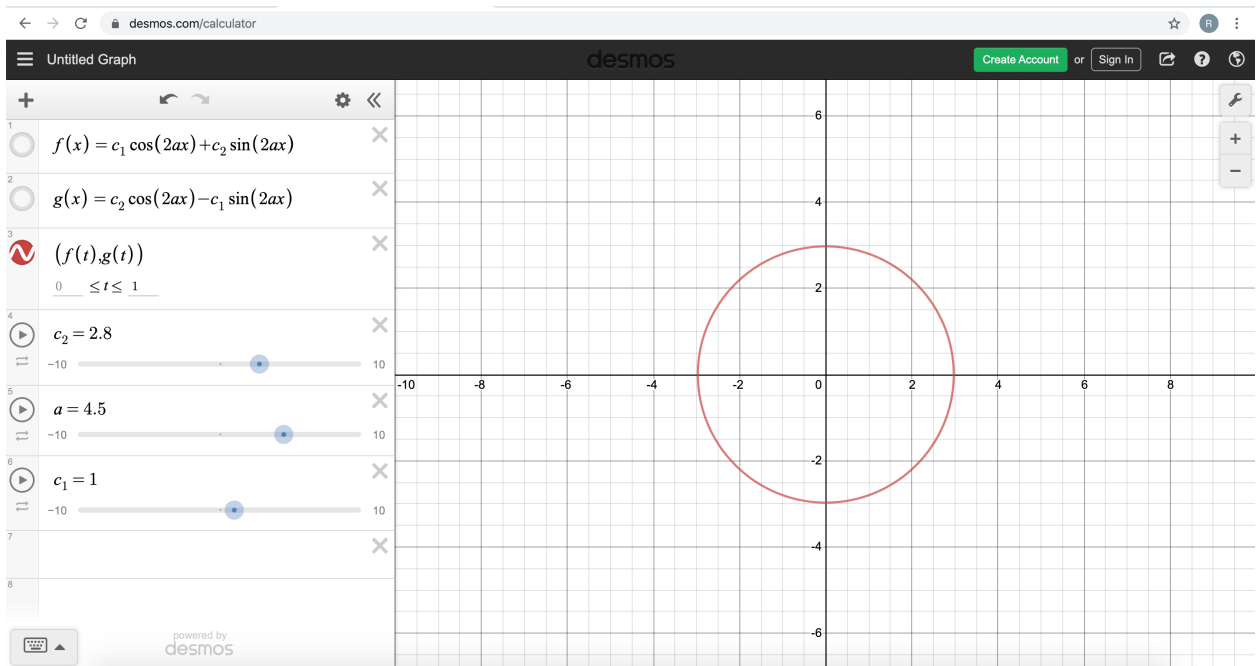 desmos.com/calculator
R
Untitled Graph
desmos
Create Account or Sign In
?
1
f(x) = c₁ cos(2ax)+c₂ sin(2ax)
2
g(x) = c₂ cos(2ax)−c₁ sin(2ax)
3
(f(t),g(t))
0 ≤ t ≤ 1
4
c₂ = 2.8
−10 10
5
a = 4.5
−10 10
6
c₁ = 1
−10 10
7
8
powered by
desmos
6
4
2
-10 -8 -6 -4 -2 0 2 4 6 8
-2
-4
-6